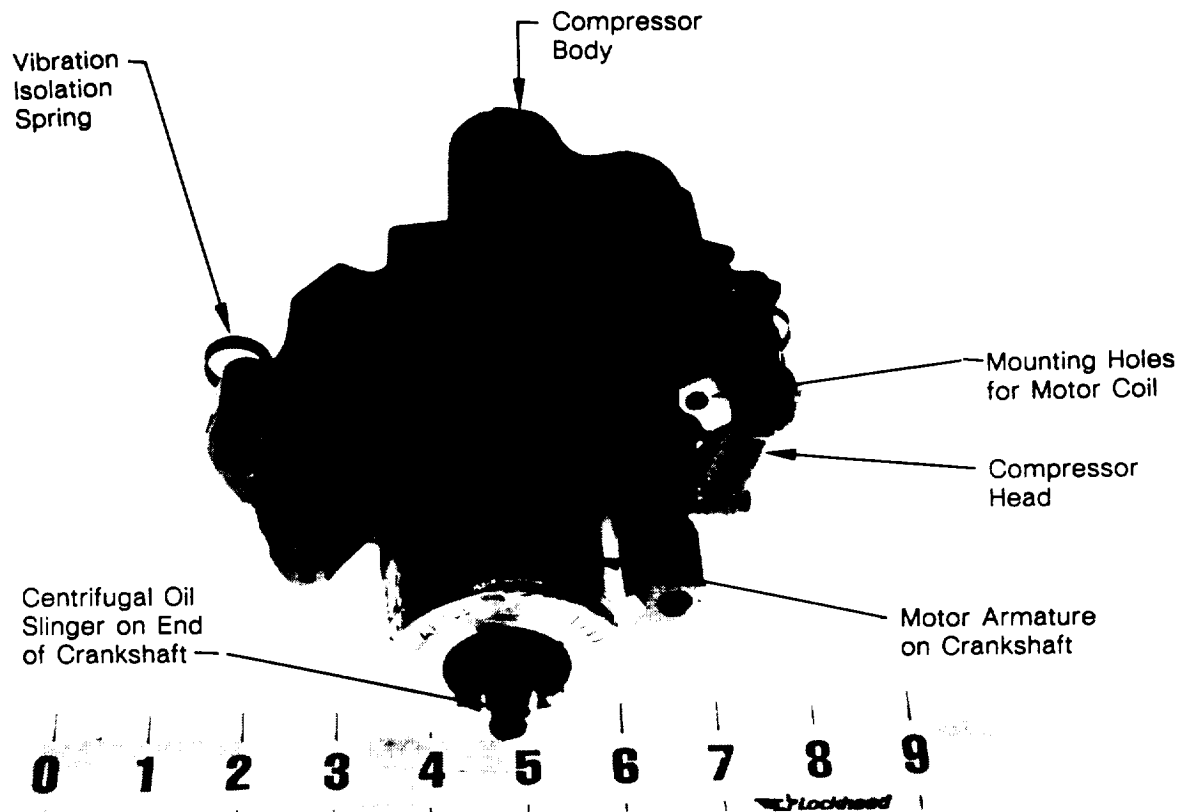 Compressor
Body
Vibration
Isolation
Spring
Mounting Holes
for Motor Coil
Compressor
Head
Centrifugal Oil
Slinger on End
of Crankshaft
Motor Armature
on Crankshaft
0 1 2 3 4 5 6 7 8 9
Lockheed